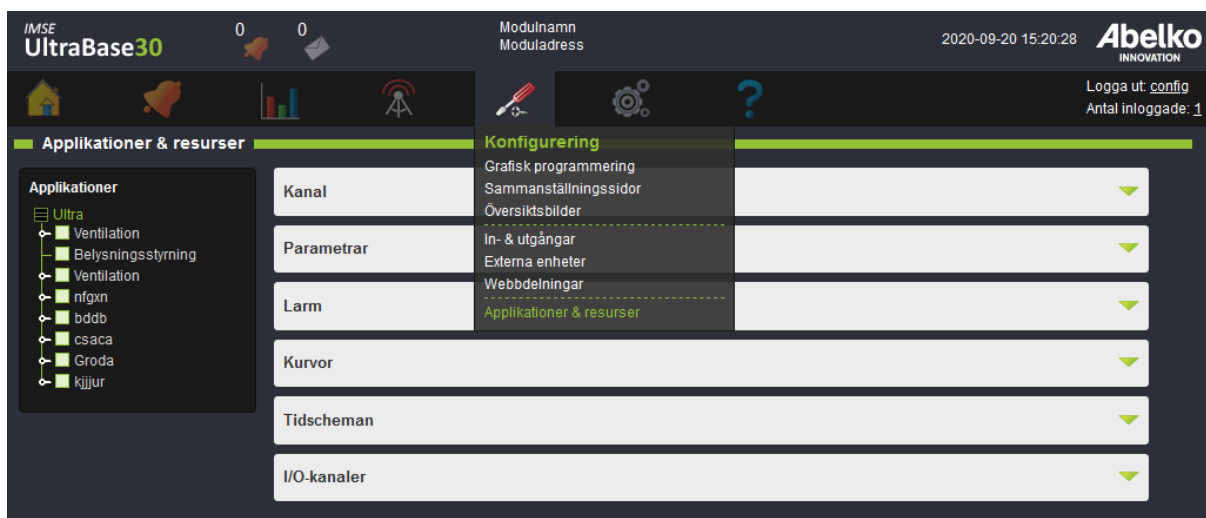 IMSE
UltraBase30
0
0
Modulnamn
Moduladress
2020-09-20 15:20:28
Abelko
INNOVATION
Logga ut: config
Antal inloggade: 1
Applikationer & resurser
Konfigurering
Grafisk programmering
Sammanställningssidor
Översiktsbilder
In- & utgångar
Externa enheter
Webbdelningar
Applikationer & resurser
Applikationer
Ultra
Ventilation
Belysningsstyrning
Ventilation
nfgxn
bddb
csaca
Groda
kjjjur
Kanal
Parametrar
Larm
Kurvor
Tidscheman
I/O-kanaler